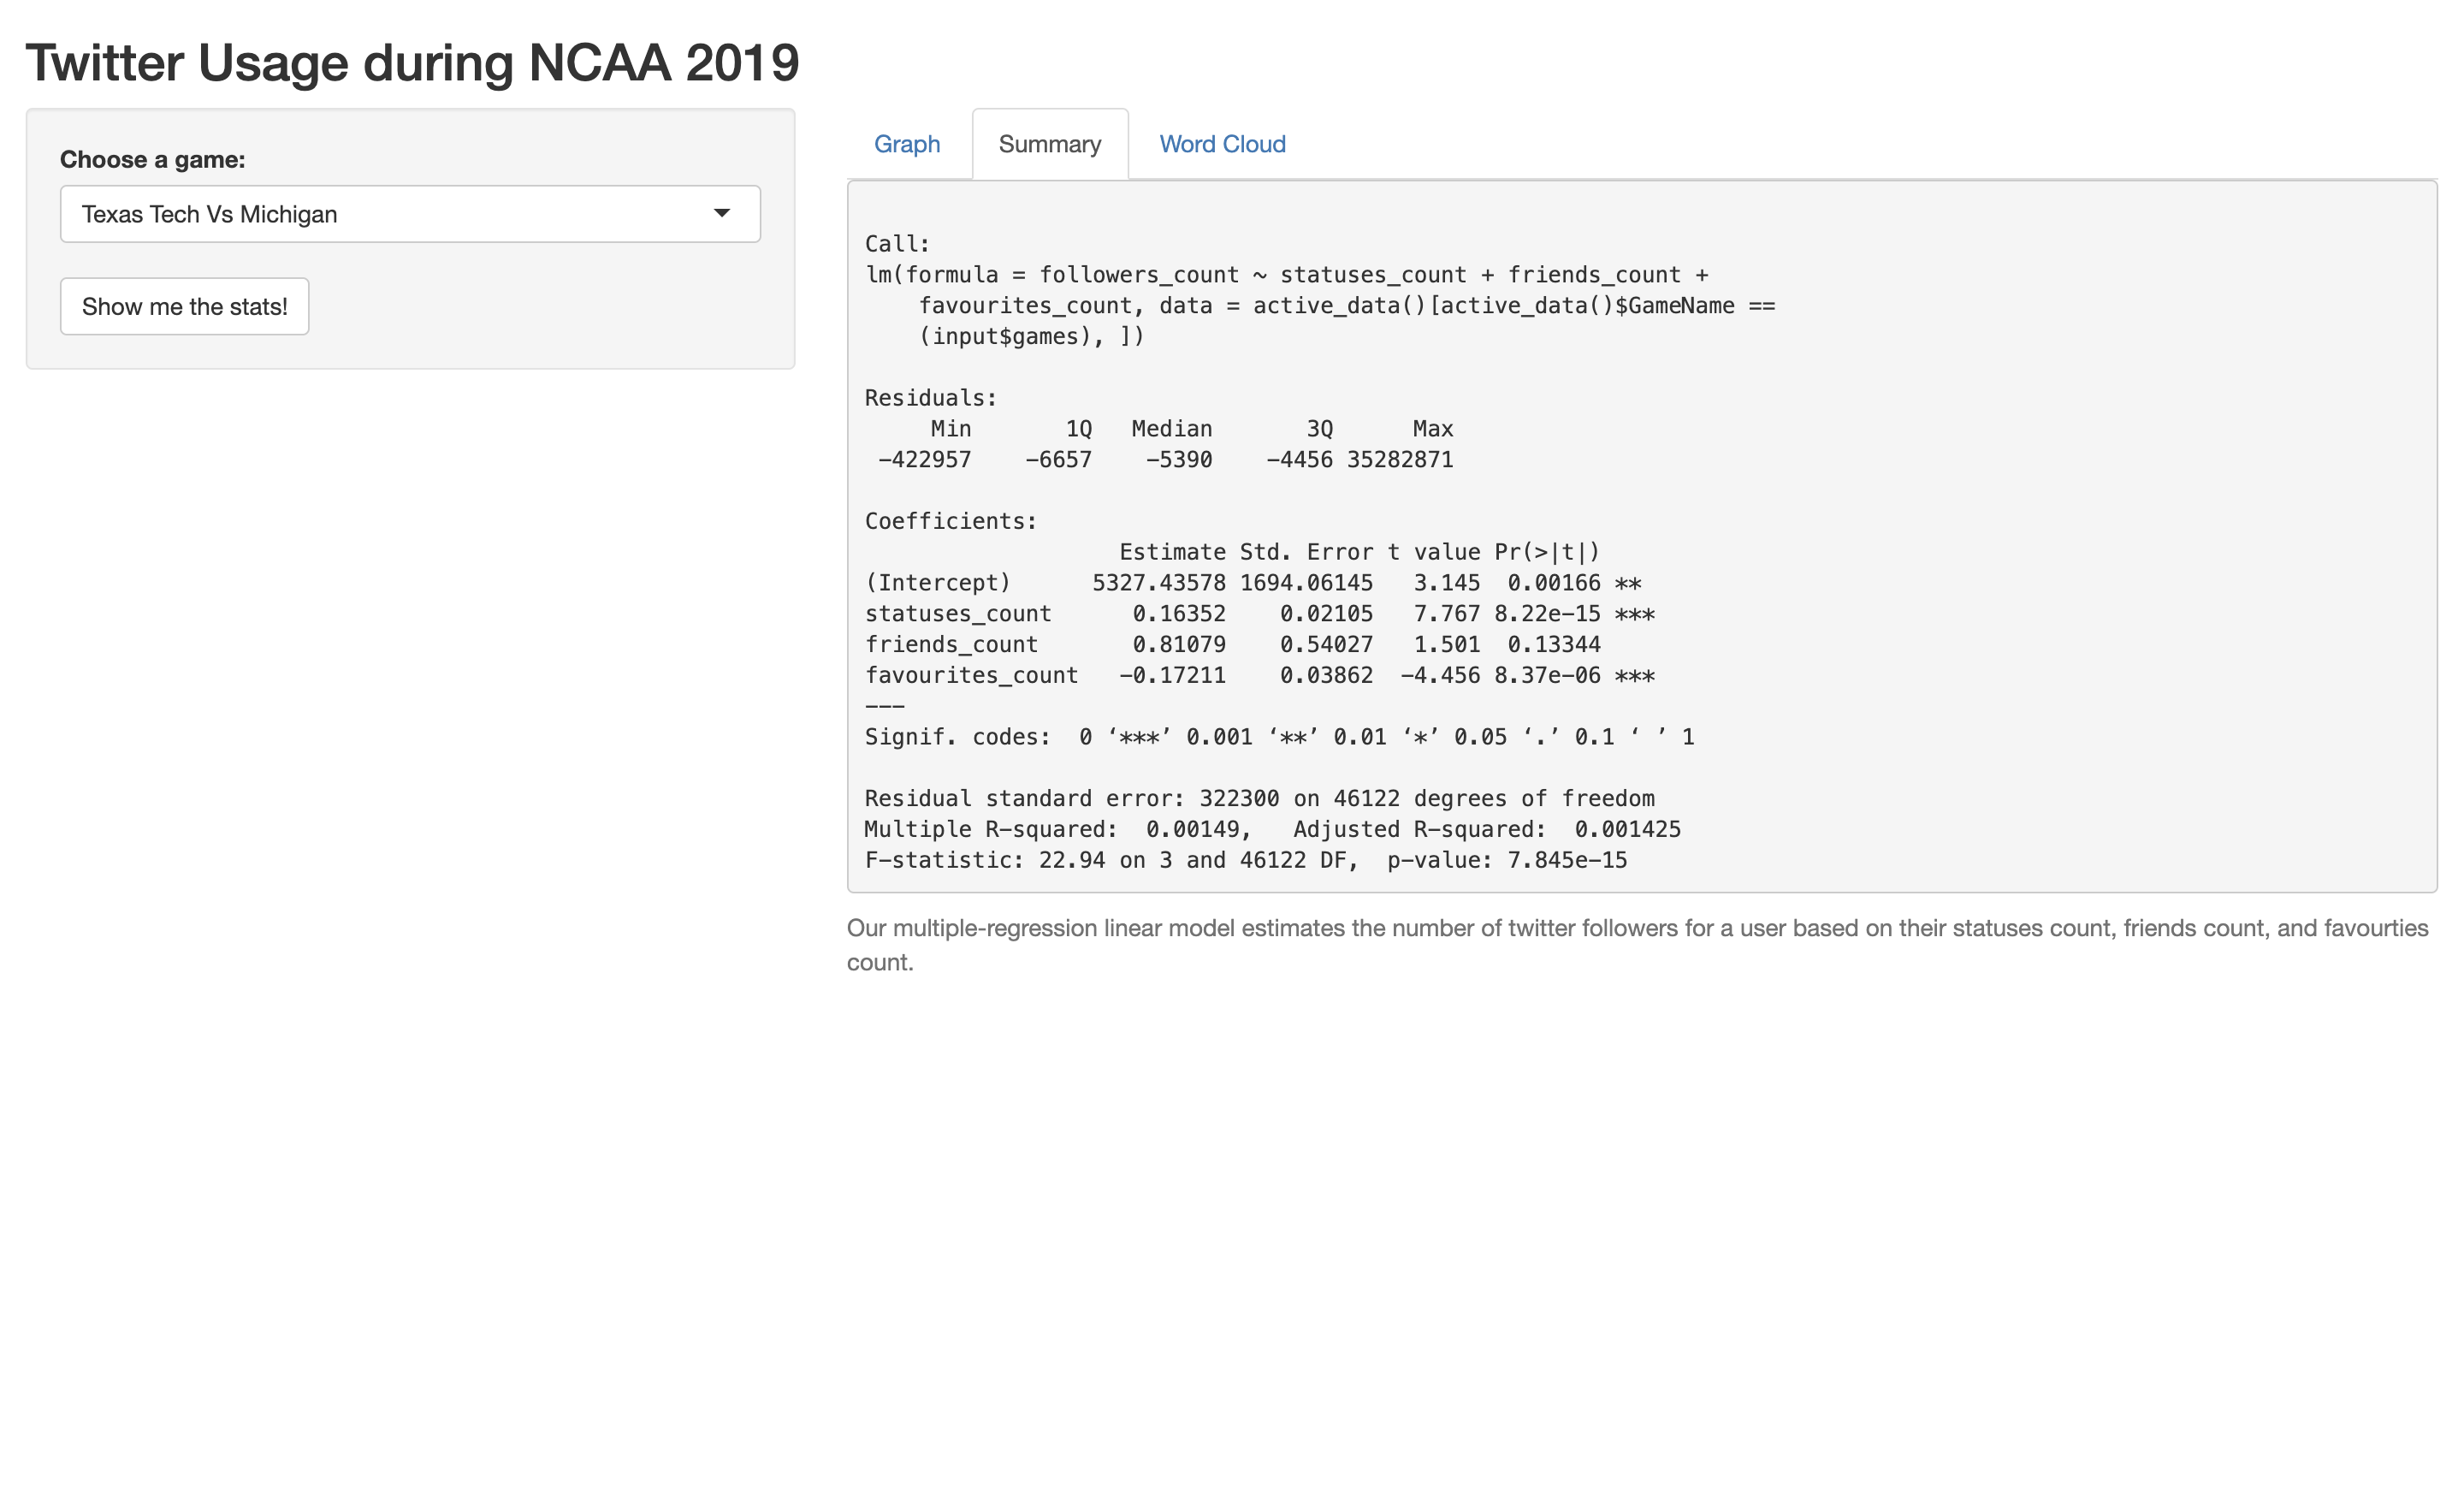 Twitter Usage during NCAA 2019
Choose a game:
Texas Tech Vs Michigan
Show me the stats!
Graph Summary Word Cloud
Call:
lm(formula = followers_count ~ statuses_count + friends_count +
    favourites_count, data = active_data()[active_data()$GameName ==
    (input$games), ])
Residuals:
     Min       1Q   Median       3Q      Max
 −422957    −6657    −5390    −4456 35282871
Coefficients:
                   Estimate Std. Error t value Pr(>|t|)
(Intercept)      5327.43578 1694.06145   3.145  0.00166 **
statuses_count      0.16352    0.02105   7.767 8.22e−15 ***
friends_count       0.81079    0.54027   1.501  0.13344
favourites_count   −0.17211    0.03862  −4.456 8.37e−06 ***
−−−
Signif. codes:  0 ‘***’ 0.001 ‘**’ 0.01 ‘*’ 0.05 ‘.’ 0.1 ‘ ’ 1
Residual standard error: 322300 on 46122 degrees of freedom
Multiple R−squared:  0.00149,   Adjusted R−squared:  0.001425
F−statistic: 22.94 on 3 and 46122 DF,  p−value: 7.845e−15
Our multiple-regression linear model estimates the number of twitter followers for a user based on their statuses count, friends count, and favourties
count.